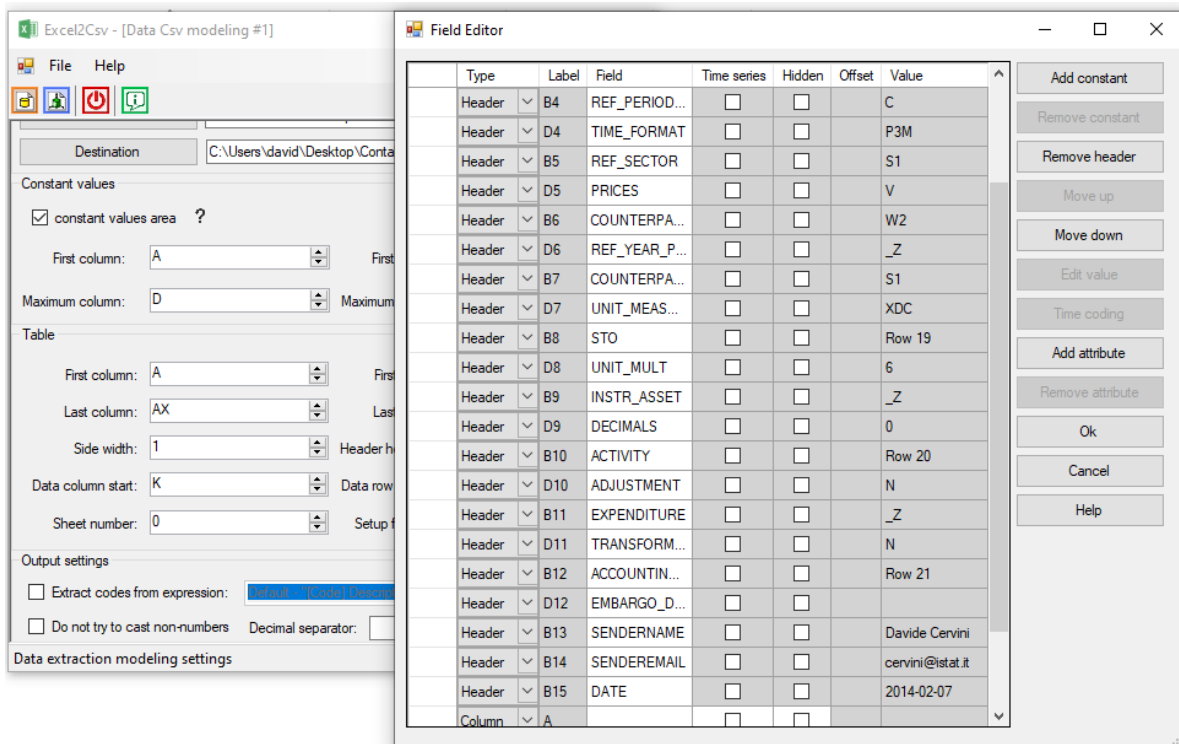 Excel2Csv - [Data Csv modeling #1]
File Help
Destination C:\Users\david\Desktop\Conta
Constant values
constant values area ?
First column: A First
Maximum column: D Maximum
Table
First column: A First
Last column: AX Last
Side width: 1 Header h
Data column start: K Data row
Sheet number: 0 Setup f
Output settings
Extract codes from expression: Default - "[Code] Descrip
Do not try to cast non-numbers Decimal separator:
Data extraction modeling settings
Field Editor
Type Label Field Time series Hidden Offset Value
Header B4 REF_PERIOD... C
Header D4 TIME_FORMAT P3M
Header B5 REF_SECTOR S1
Header D5 PRICES V
Header B6 COUNTERPA... W2
Header D6 REF_YEAR_P... _Z
Header B7 COUNTERPA... S1
Header D7 UNIT_MEAS... XDC
Header B8 STO Row 19
Header D8 UNIT_MULT 6
Header B9 INSTR_ASSET _Z
Header D9 DECIMALS 0
Header B10 ACTIVITY Row 20
Header D10 ADJUSTMENT N
Header B11 EXPENDITURE _Z
Header D11 TRANSFORM... N
Header B12 ACCOUNTIN... Row 21
Header D12 EMBARGO_D...
Header B13 SENDERNAME Davide Cervini
Header B14 SENDEREMAIL cervini@istat.it
Header B15 DATE 2014-02-07
Column A
Add constant
Remove constant
Remove header
Move up
Move down
Edit value
Time coding
Add attribute
Remove attribute
Ok
Cancel
Help